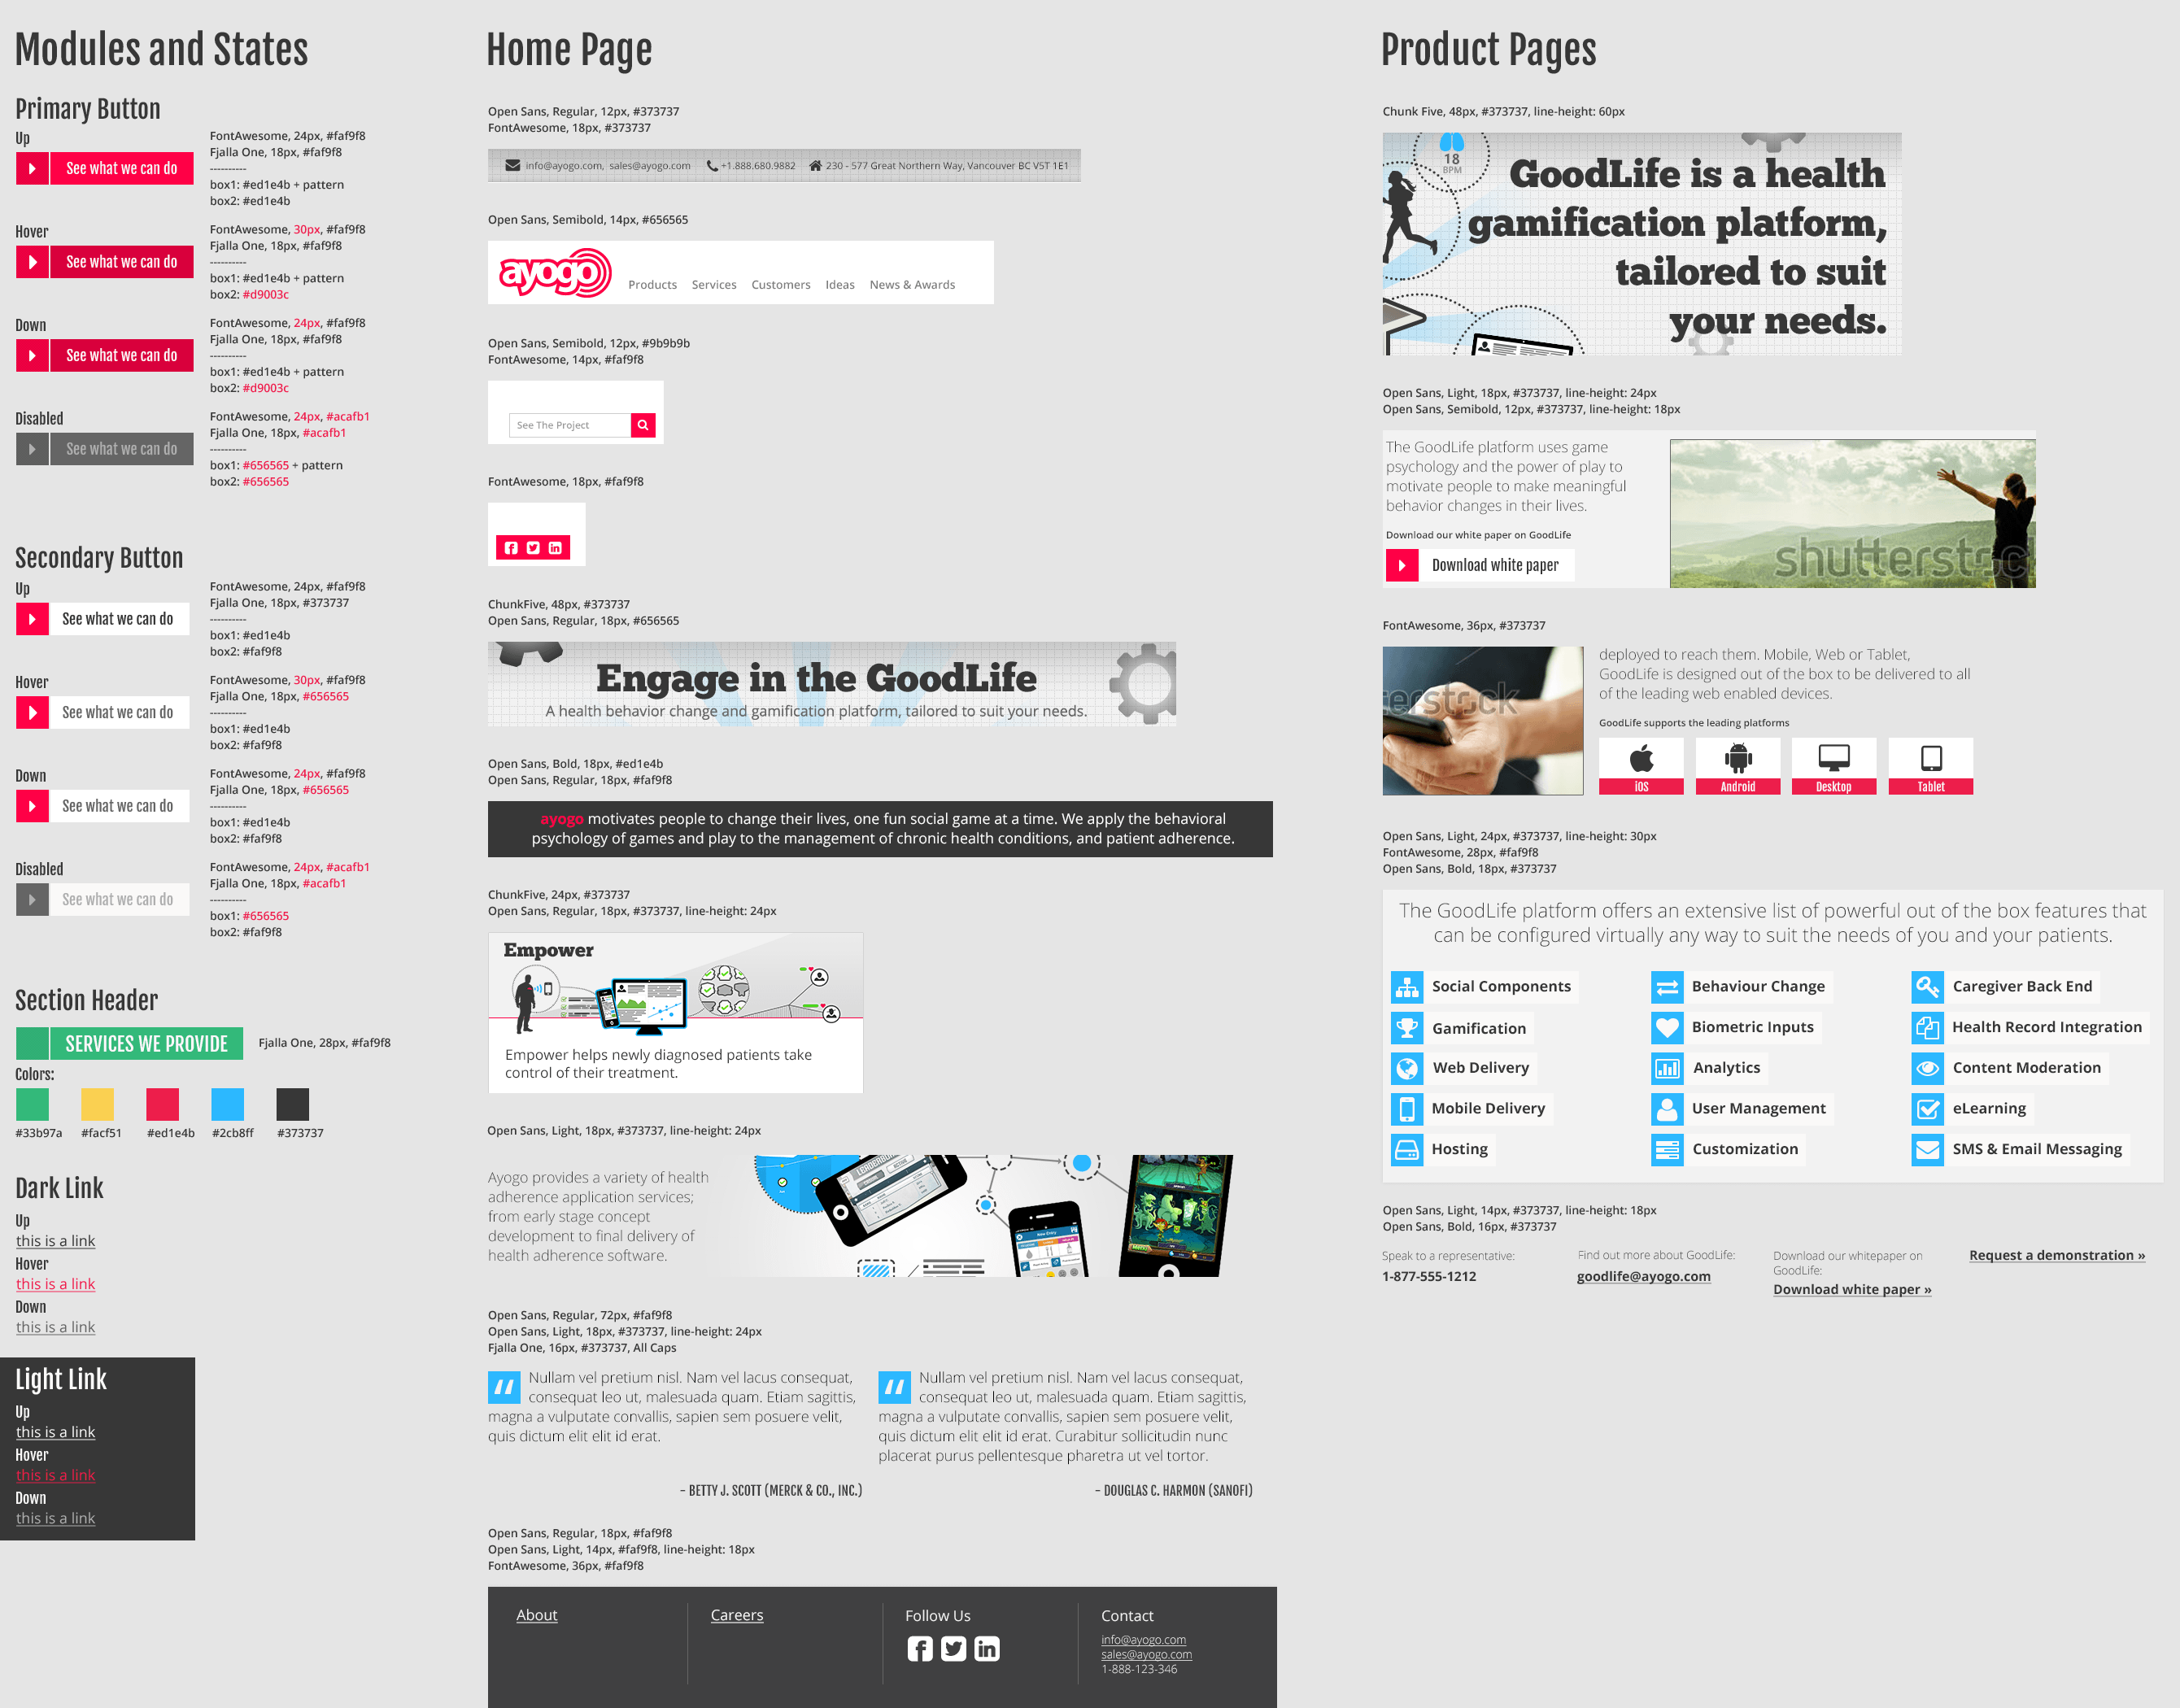 Modules and States
Primary Button
Up
See what we can do
FontAwesome, 24px, #faf9f8
Fjalla One, 18px, #faf9f8
----------
box1: #ed1e4b + pattern
box2: #ed1e4b
Hover
See what we can do
FontAwesome, 30px, #faf9f8
Fjalla One, 18px, #faf9f8
----------
box1: #ed1e4b + pattern
box2: #d9003c
Down
See what we can do
FontAwesome, 24px, #faf9f8
Fjalla One, 18px, #faf9f8
----------
box1: #ed1e4b + pattern
box2: #d9003c
Disabled
See what we can do
FontAwesome, 24px, #acafb1
Fjalla One, 18px, #acafb1
----------
box1: #656565 + pattern
box2: #656565
Secondary Button
Up
See what we can do
FontAwesome, 24px, #faf9f8
Fjalla One, 18px, #373737
----------
box1: #ed1e4b
box2: #faf9f8
Hover
See what we can do
FontAwesome, 30px, #faf9f8
Fjalla One, 18px, #656565
----------
box1: #ed1e4b
box2: #faf9f8
Down
See what we can do
FontAwesome, 24px, #faf9f8
Fjalla One, 18px, #656565
----------
box1: #ed1e4b
box2: #faf9f8
Disabled
See what we can do
FontAwesome, 24px, #acafb1
Fjalla One, 18px, #acafb1
----------
box1: #656565
box2: #faf9f8
Section Header
SERVICES WE PROVIDE
Fjalla One, 28px, #faf9f8
Colors:
#33b97a #facf51 #ed1e4b #2cb8ff #373737
Dark Link
Up
this is a link
Hover
this is a link
Down
this is a link
Light Link
Up
this is a link
Hover
this is a link
Down
this is a link
Home Page
Open Sans, Regular, 12px, #373737
FontAwesome, 18px, #373737
info@ayogo.com, sales@ayogo.com +1.888.680.9882 230 - 577 Great Northern Way, Vancouver BC V5T 1E1
Open Sans, Semibold, 14px, #656565
ayogo
Products Services Customers Ideas News & Awards
Open Sans, Semibold, 12px, #9b9b9b
FontAwesome, 14px, #faf9f8
See The Project
FontAwesome, 18px, #faf9f8
ChunkFive, 48px, #373737
Open Sans, Regular, 18px, #656565
Engage in the GoodLife
A health behavior change and gamification platform, tailored to suit your needs.
Open Sans, Bold, 18px, #ed1e4b
Open Sans, Regular, 18px, #faf9f8
ayogo motivates people to change their lives, one fun social game at a time. We apply the behavioral
psychology of games and play to the management of chronic health conditions, and patient adherence.
ChunkFive, 24px, #373737
Open Sans, Regular, 18px, #373737, line-height: 24px
Empower
Empower helps newly diagnosed patients take
control of their treatment.
Open Sans, Light, 18px, #373737, line-height: 24px
Ayogo provides a variety of health
adherence application services;
from early stage concept
development to final delivery of
health adherence software.
Open Sans, Regular, 72px, #faf9f8
Open Sans, Light, 18px, #373737, line-height: 24px
Fjalla One, 16px, #373737, All Caps
Nullam vel pretium nisl. Nam vel lacus consequat,
consequat leo ut, malesuada quam. Etiam sagittis,
magna a vulputate convallis, sapien sem posuere velit,
quis dictum elit elit id erat.
– BETTY J. SCOTT (MERCK & CO., INC.)
Nullam vel pretium nisl. Nam vel lacus consequat,
consequat leo ut, malesuada quam. Etiam sagittis,
magna a vulputate convallis, sapien sem posuere velit,
quis dictum elit elit id erat. Curabitur sollicitudin nunc
placerat purus pellentesque pharetra ut vel tortor.
– DOUGLAS C. HARMON (SANOFI)
Open Sans, Regular, 18px, #faf9f8
Open Sans, Light, 14px, #faf9f8, line-height: 18px
FontAwesome, 36px, #faf9f8
About
Careers
Follow Us
Contact
info@ayogo.com
sales@ayogo.com
1-888-123-346
Product Pages
Chunk Five, 48px, #373737, line-height: 60px
18
BPM
GoodLife is a health
gamification platform,
tailored to suit
your needs.
Open Sans, Light, 18px, #373737, line-height: 24px
Open Sans, Semibold, 12px, #373737, line-height: 18px
The GoodLife platform uses game
psychology and the power of play to
motivate people to make meaningful
behavior changes in their lives.
Download our white paper on GoodLife
Download white paper
shutterstoc
FontAwesome, 36px, #373737
erstock
deployed to reach them. Mobile, Web or Tablet,
GoodLife is designed out of the box to be delivered to all
of the leading web enabled devices.
GoodLife supports the leading platforms
iOS Android Desktop Tablet
Open Sans, Light, 24px, #373737, line-height: 30px
FontAwesome, 28px, #faf9f8
Open Sans, Bold, 18px, #373737
The GoodLife platform offers an extensive list of powerful out of the box features that
can be configured virtually any way to suit the needs of you and your patients.
Social Components Behaviour Change Caregiver Back End
Gamification Biometric Inputs Health Record Integration
Web Delivery Analytics Content Moderation
Mobile Delivery User Management eLearning
Hosting Customization SMS & Email Messaging
Open Sans, Light, 14px, #373737, line-height: 18px
Open Sans, Bold, 16px, #373737
Speak to a representative:
1-877-555-1212
Find out more about GoodLife:
goodlife@ayogo.com
Download our whitepaper on
GoodLife:
Download white paper »
Request a demonstration »